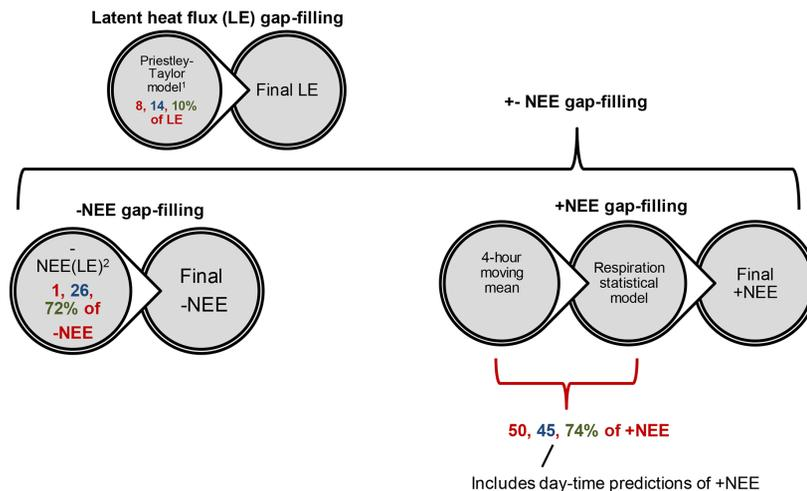 Latent heat flux (LE) gap-filling
Priestley-
Taylor
model¹
8, 14, 10%
of LE
Final LE
+- NEE gap-filling
-NEE gap-filling
-
NEE(LE)²
1, 26,
72% of
-NEE
Final
-NEE
+NEE gap-filling
4-hour
moving
mean
Respiration
statistical
model
Final
+NEE
50, 45, 74% of +NEE
Includes day-time predictions of +NEE